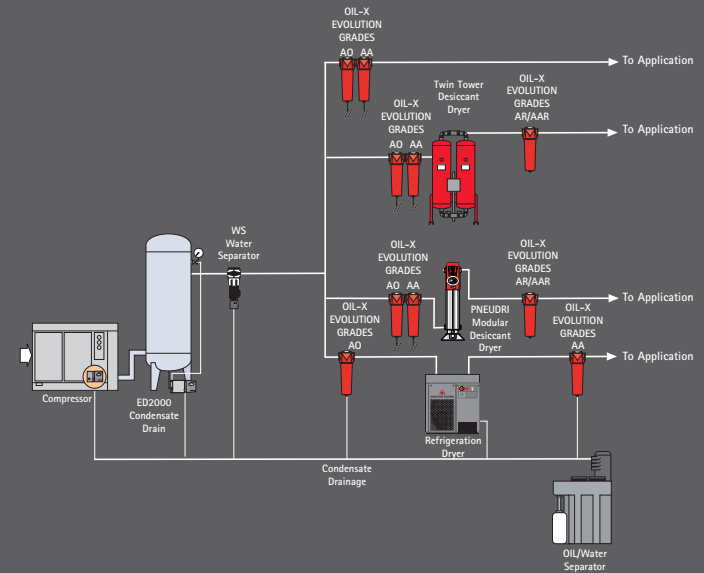 OIL-X
EVOLUTION
GRADES
AO AA
To Application
Twin Tower
Desiccant
Dryer
OIL-X
EVOLUTION
GRADES
AR/AAR
OIL-X
EVOLUTION
GRADES
AO AA
To Application
WS
Water
Separator
OIL-X
EVOLUTION
GRADES
AO AA
OIL-X
EVOLUTION
GRADES
AR/AAR
To Application
PNEUDRI
Modular
Desiccant
Dryer
OIL-X
EVOLUTION
GRADES
AO
OIL-X
EVOLUTION
GRADES
AA
To Application
Compressor
ED2000
Condensate
Drain
Refrigeration
Dryer
Condensate
Drainage
OIL/Water
Separator